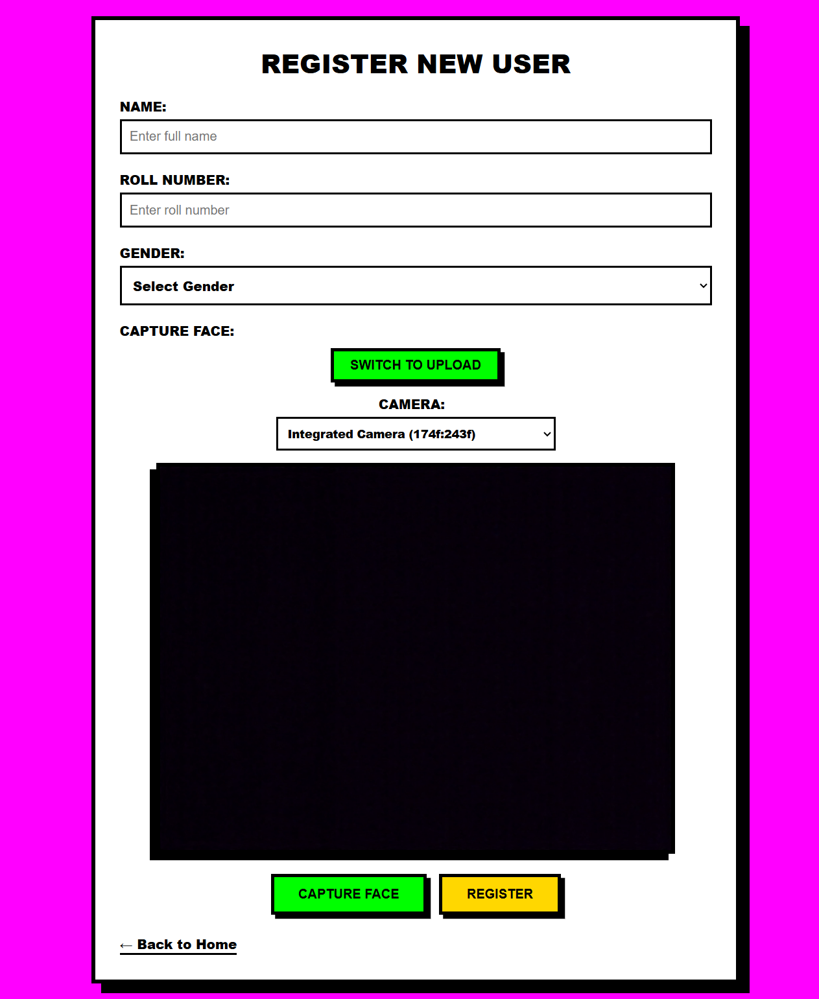 REGISTER NEW USER
NAME:
Enter full name
ROLL NUMBER:
Enter roll number
GENDER:
Select Gender
CAPTURE FACE:
SWITCH TO UPLOAD
CAMERA:
Integrated Camera (174f:243f)
CAPTURE FACE REGISTER
← Back to Home